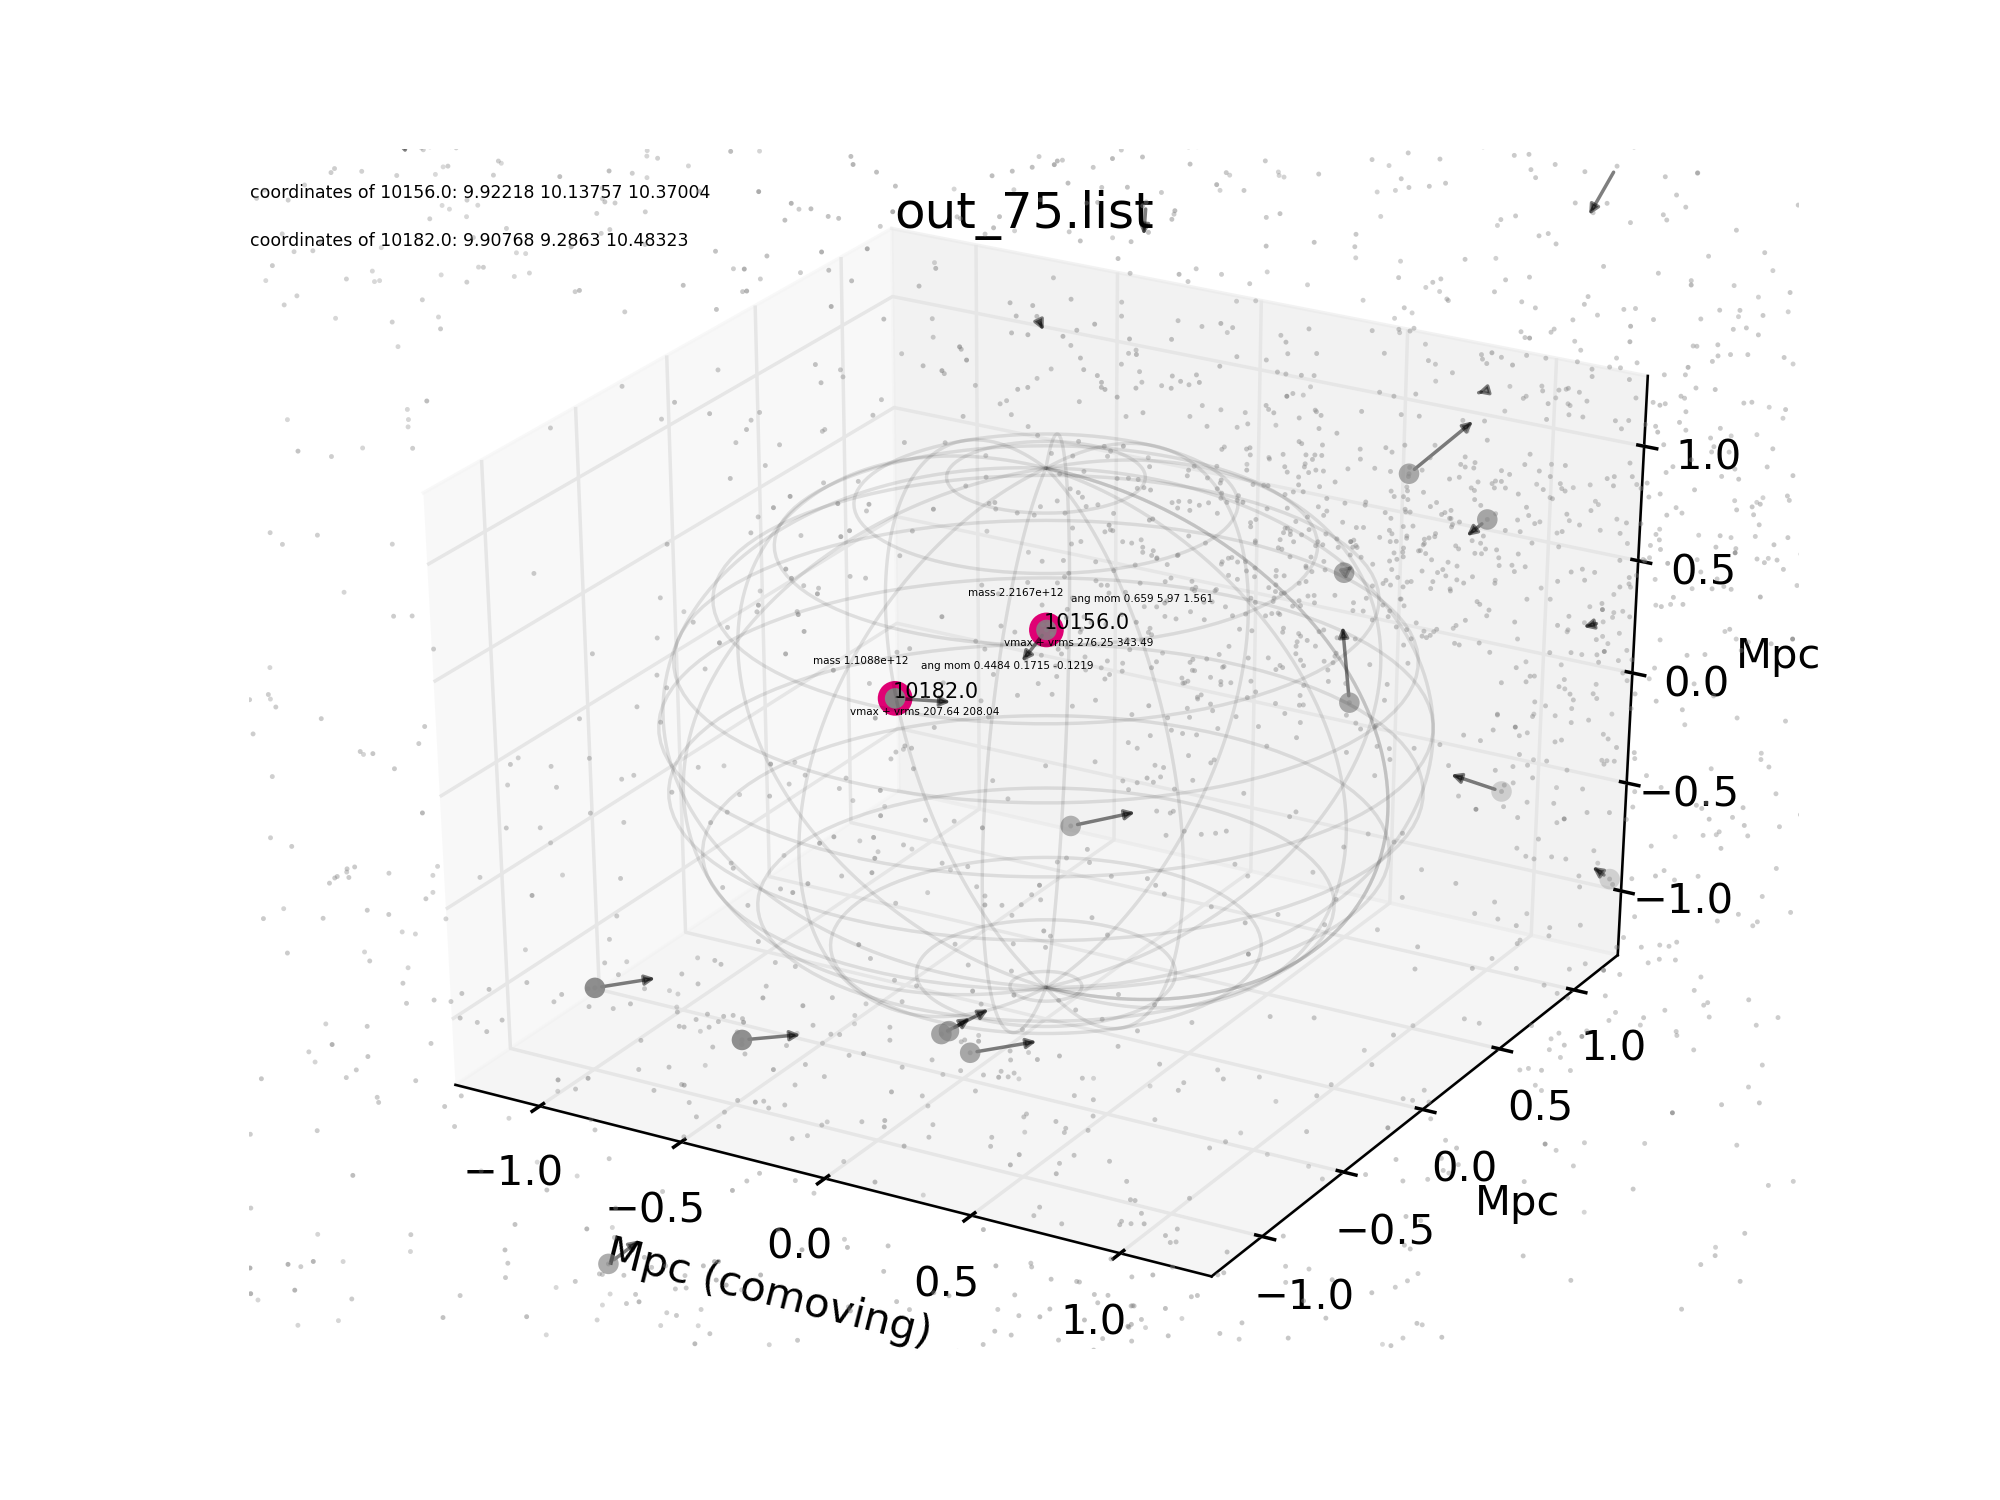 coordinates of 10156.0: 9.92218 10.13757 10.37004
out_75.list
coordinates of 10182.0: 9.90768 9.2863 10.48323
1.0
0.5
mass 2.2167e+12
ang mom 0.659 5.97 1.561
10156.0
vmax + vrms 276.25 343.49
Mpc
mass 1.1088e+12
ang mom 0.4484 0.1715 -0.1219
0.0
10182.0
vmax + vrms 207.64 208.04
−0.5
−1.0
1.0
0.5
0.0
−1.0
Mpc
−0.5
−0.5
0.0
Mpc (comoving)
0.5
−1.0
1.0